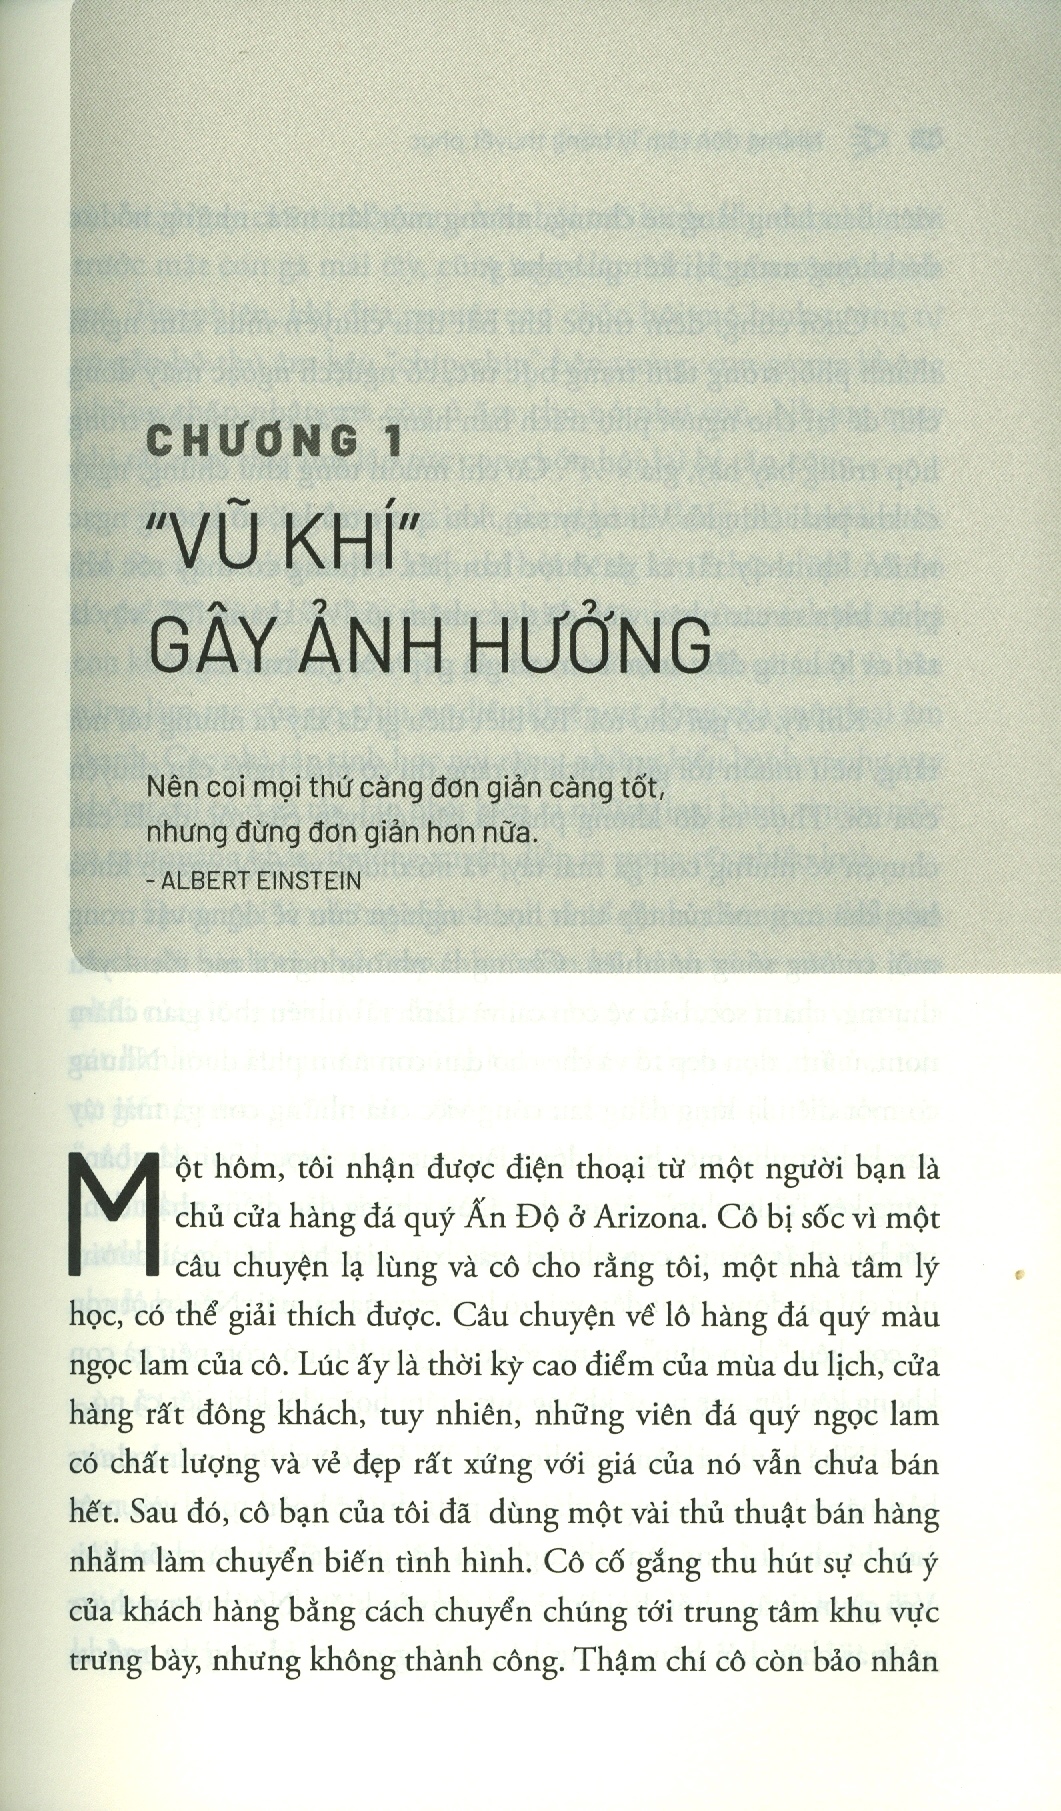 CHƯƠNG 1
"VŨ KHÍ"
GÂY ẢNH HƯỞNG
Nên coi mọi thứ càng đơn giản càng tốt,
nhưng đừng đơn giản hơn nữa.
- ALBERT EINSTEIN
Một hôm, tôi nhận được điện thoại từ một người bạn là
chủ cửa hàng đá quý Ấn Độ ở Arizona. Cô bị sốc vì một
câu chuyện lạ lùng và cô cho rằng tôi, một nhà tâm lý
học, có thể giải thích được. Câu chuyện về lô hàng đá quý màu
ngọc lam của cô. Lúc ấy là thời kỳ cao điểm của mùa du lịch, cửa
hàng rất đông khách, tuy nhiên, những viên đá quý ngọc lam
có chất lượng và vẻ đẹp rất xứng với giá của nó vẫn chưa bán
hết. Sau đó, cô bạn của tôi đã dùng một vài thủ thuật bán hàng
nhằm làm chuyển biến tình hình. Cô cố gắng thu hút sự chú ý
của khách hàng bằng cách chuyển chúng tới trung tâm khu vực
trưng bày, nhưng không thành công. Thậm chí cô còn bảo nhân